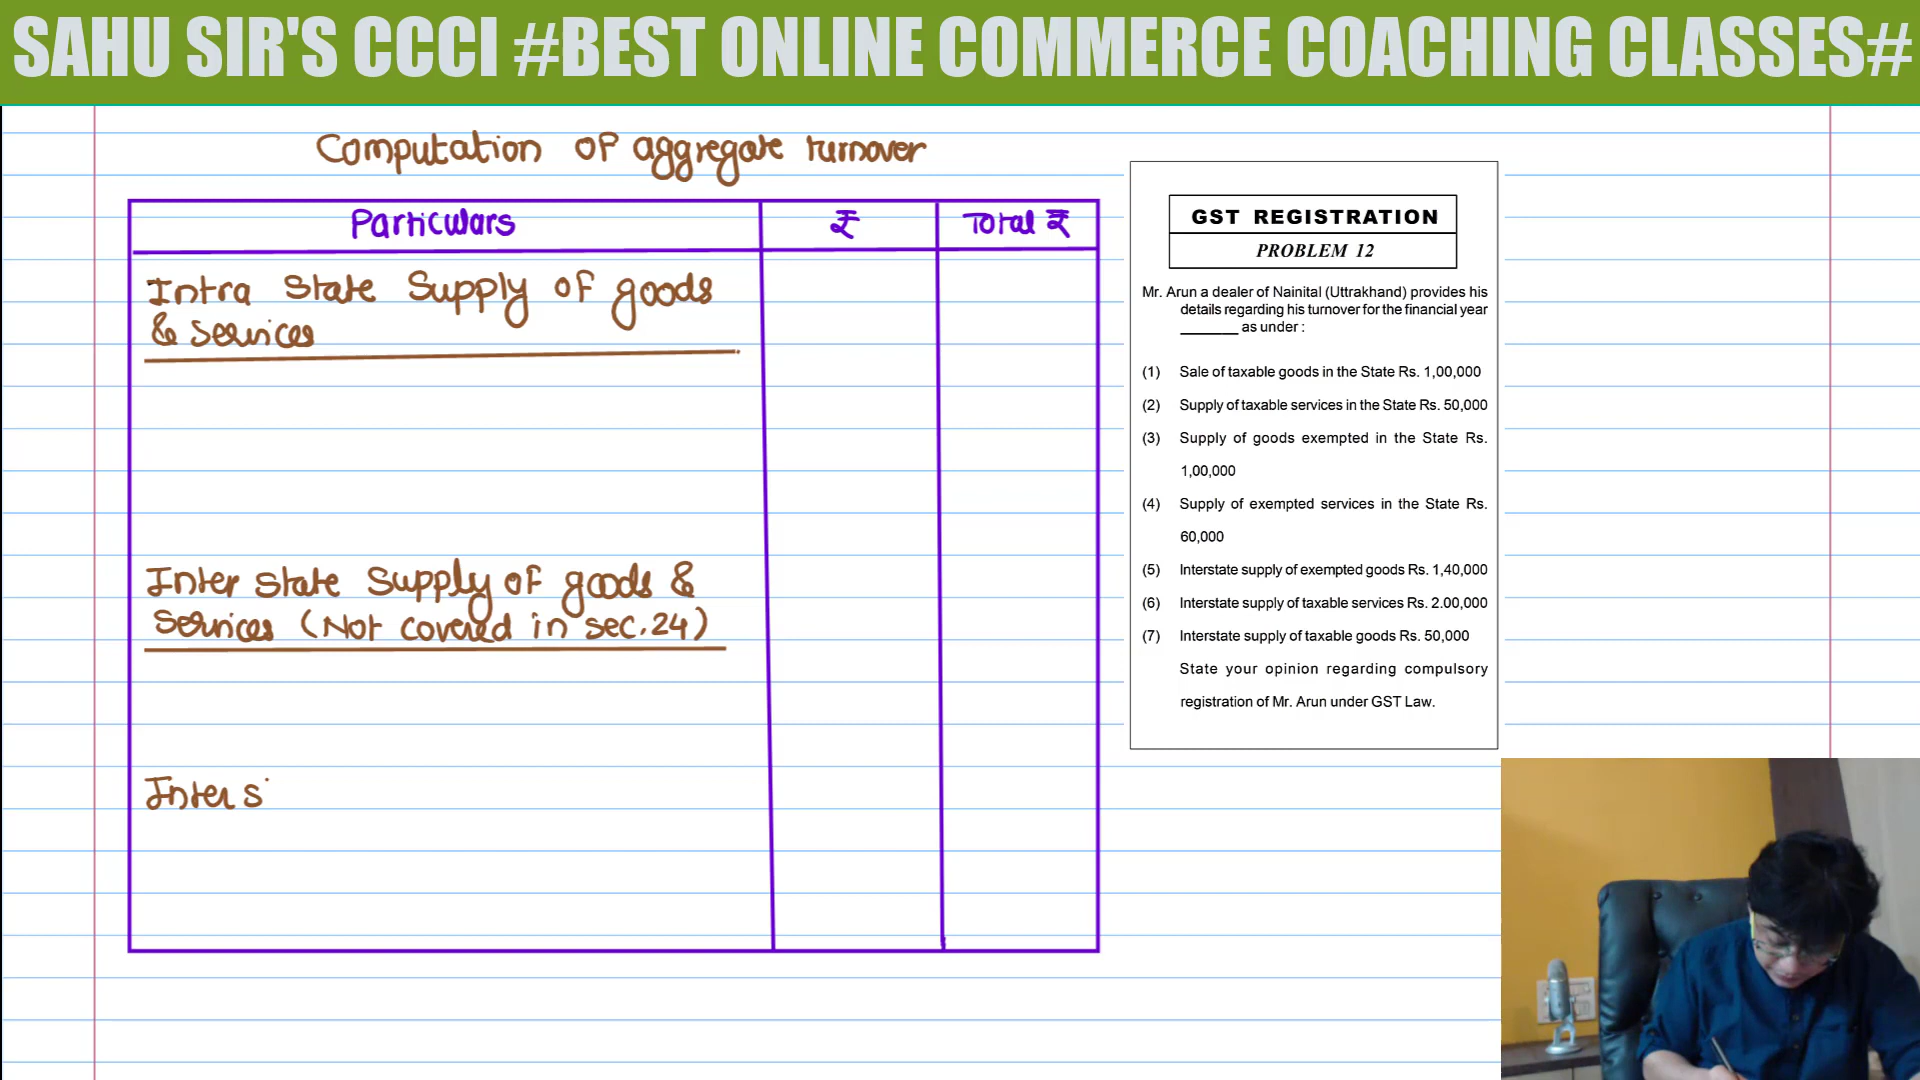 SAHU SIR'S CCCI #BEST ONLINE COMMERCE COACHING CLASSES#
Computation of aggregate turnover
Particulars ₹ Total ₹
Intra State Supply of goods
& Services
Inter state Supply of goods &
Services (Not covered in sec.24)
Inter s
GST REGISTRATION
PROBLEM 12
Mr. Arun a dealer of Nainital (Uttrakhand) provides his
details regarding his turnover for the financial year
_______ as under :
(1) Sale of taxable goods in the State Rs. 1,00,000
(2) Supply of taxable services in the State Rs. 50,000
(3) Supply of goods exempted in the State Rs.
1,00,000
(4) Supply of exempted services in the State Rs.
60,000
(5) Interstate supply of exempted goods Rs. 1,40,000
(6) Interstate supply of taxable services Rs. 2.00,000
(7) Interstate supply of taxable goods Rs. 50,000
State your opinion regarding compulsory
registration of Mr. Arun under GST Law.